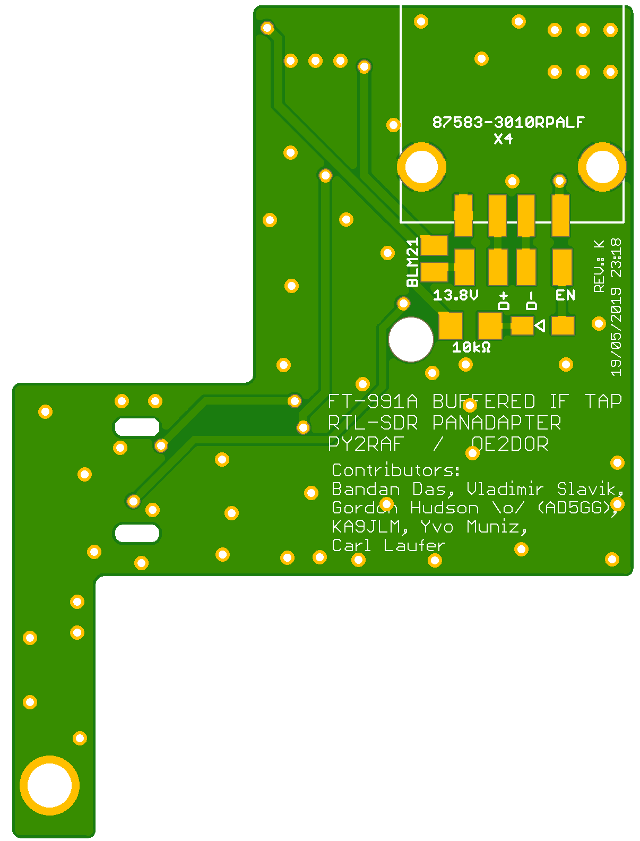 87583-3010RPALF
X4
BLM21
13.8V
D+
D-
EN
REV.: K
19/05/2019 23:18
10kΩ
FT-991A BUFFERED IF TAP
RTL-SDR PANADAPTER
PY2RAF / OE2DOR
Contributors:
Bandan Das, Vladimir Slavik,
Gordon Hudson \o/ (AD5GG),
KA9JLM, Yvo Muniz,
Carl Laufer